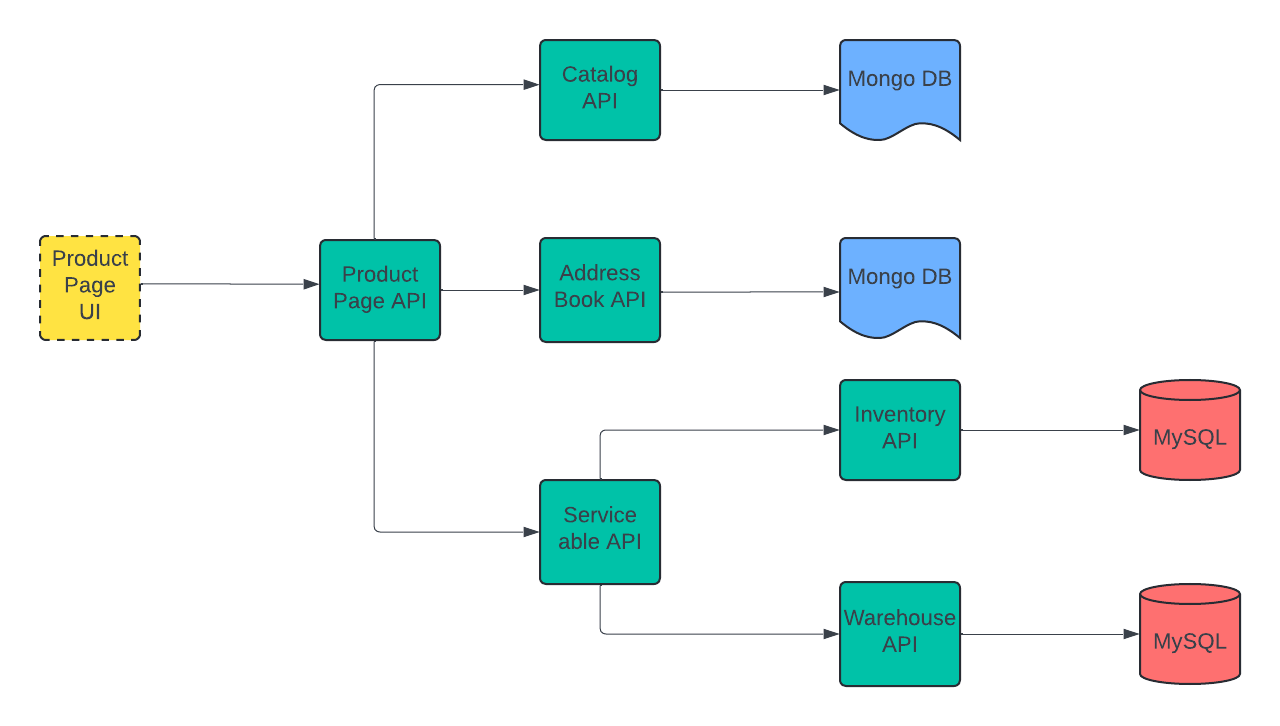 Catalog
API
Mongo DB
Product
Page
UI
Product
Page API
Address
Book API
Mongo DB
Inventory
API
MySQL
Service
able API
Warehouse
API
MySQL